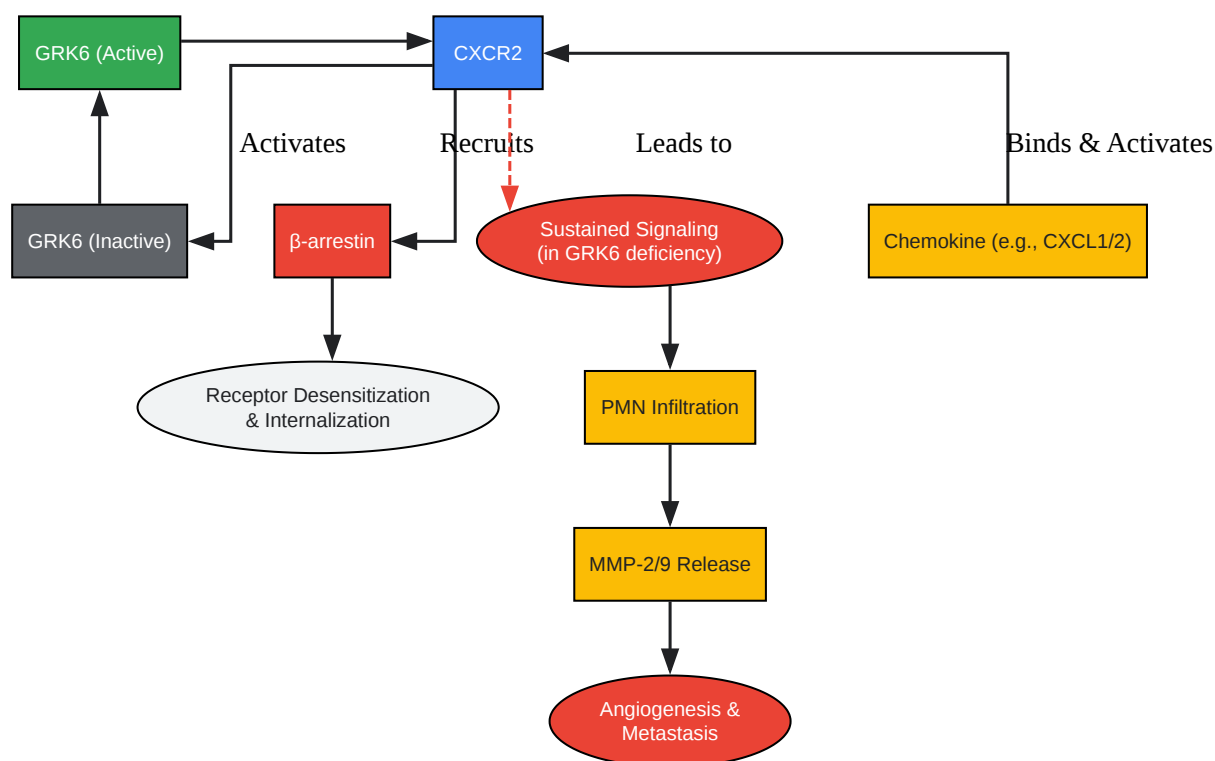 GRK6 (Active)
CXCR2
Activates
Recruits
Leads to
Binds & Activates
GRK6 (Inactive)
β-arrestin
Sustained Signaling
(in GRK6 deficiency)
Chemokine (e.g., CXCL1/2)
Receptor Desensitization
& Internalization
PMN Infiltration
MMP-2/9 Release
Angiogenesis &
Metastasis